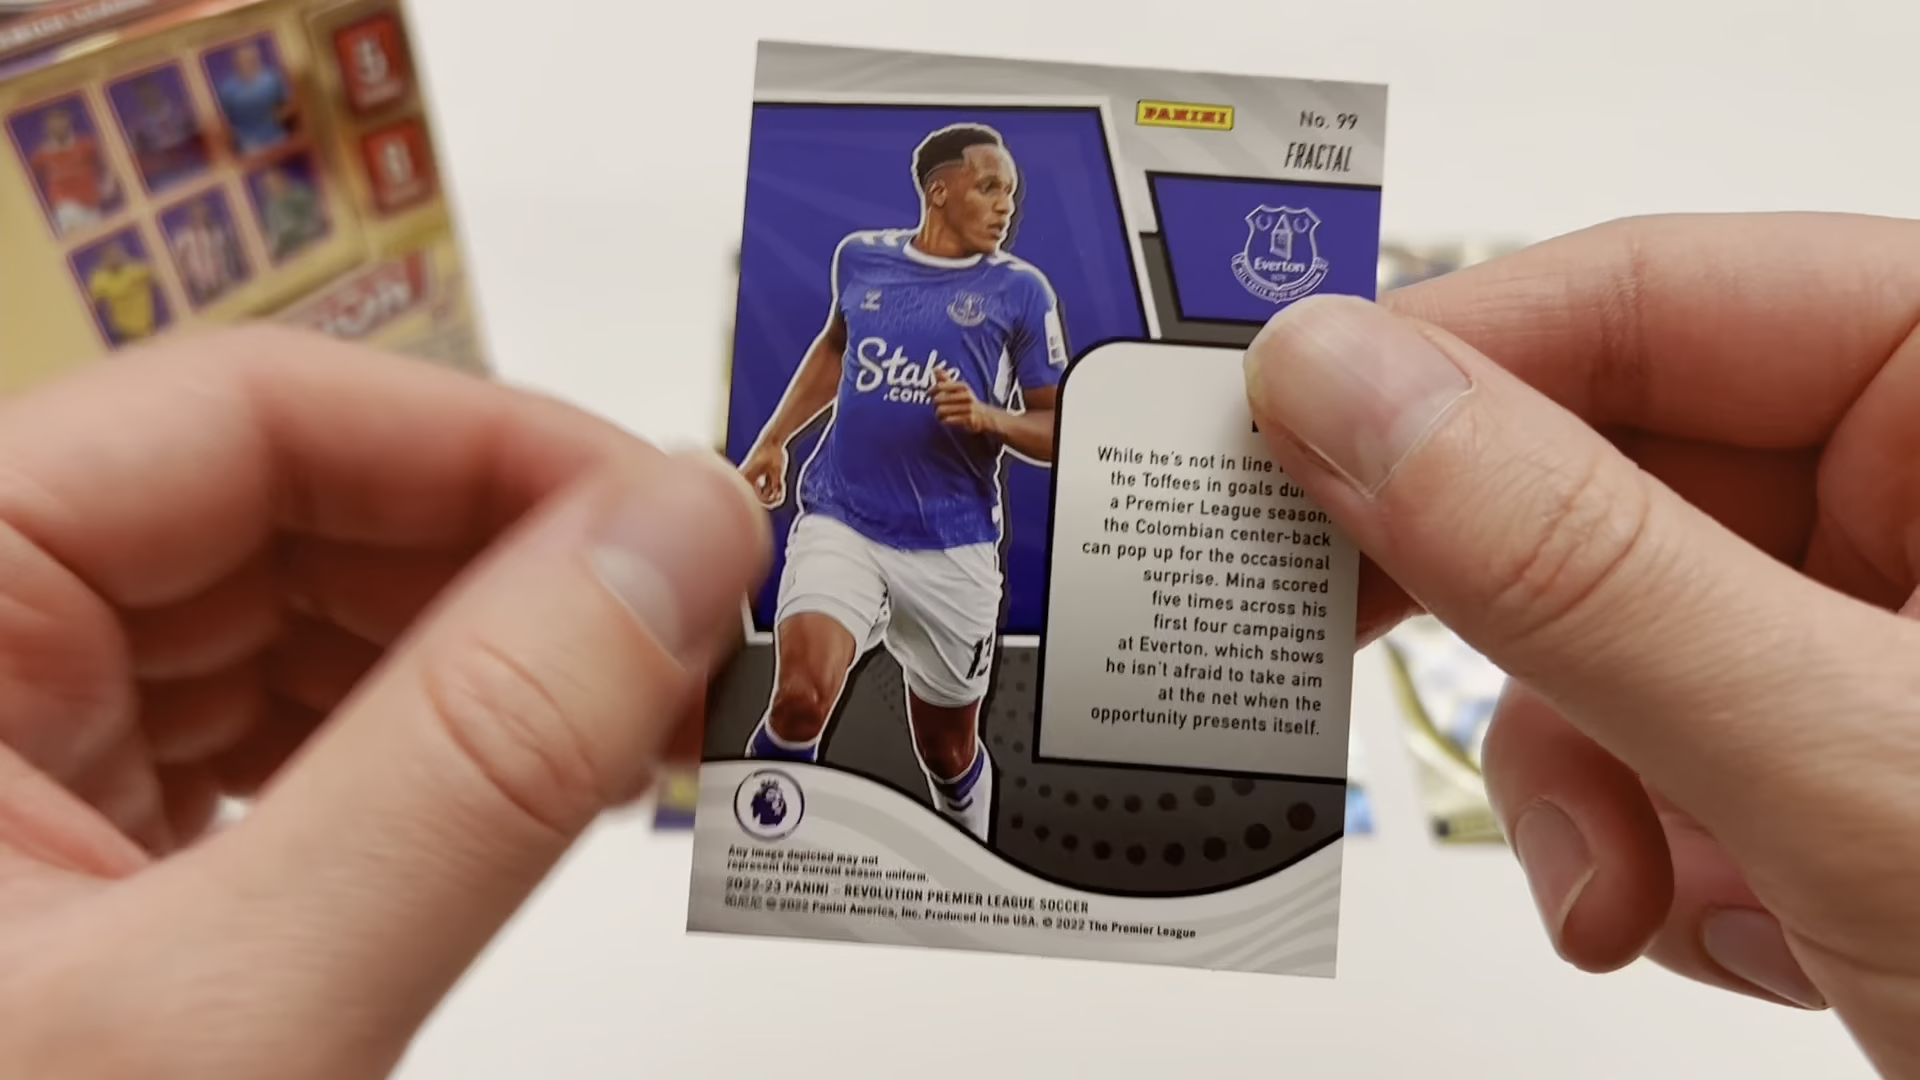 PANINI
No. 99
FRACTAL
Everton
Stake
.com
While he's not in line
the Toffees in goals
a Premier League season,
the Colombian center-back
can pop up for the occasional
surprise. Mina scored
five times across his
first four campaigns
at Everton, which shows
he isn't afraid to take aim
at the net when the
opportunity presents itself.
13
Any image depicted may not
represent the current season uniform.
2022-23 PANINI - REVOLUTION PREMIER LEAGUE SOCCER
© 2022 Panini America, Inc. Produced in the USA. © 2022 The Premier League